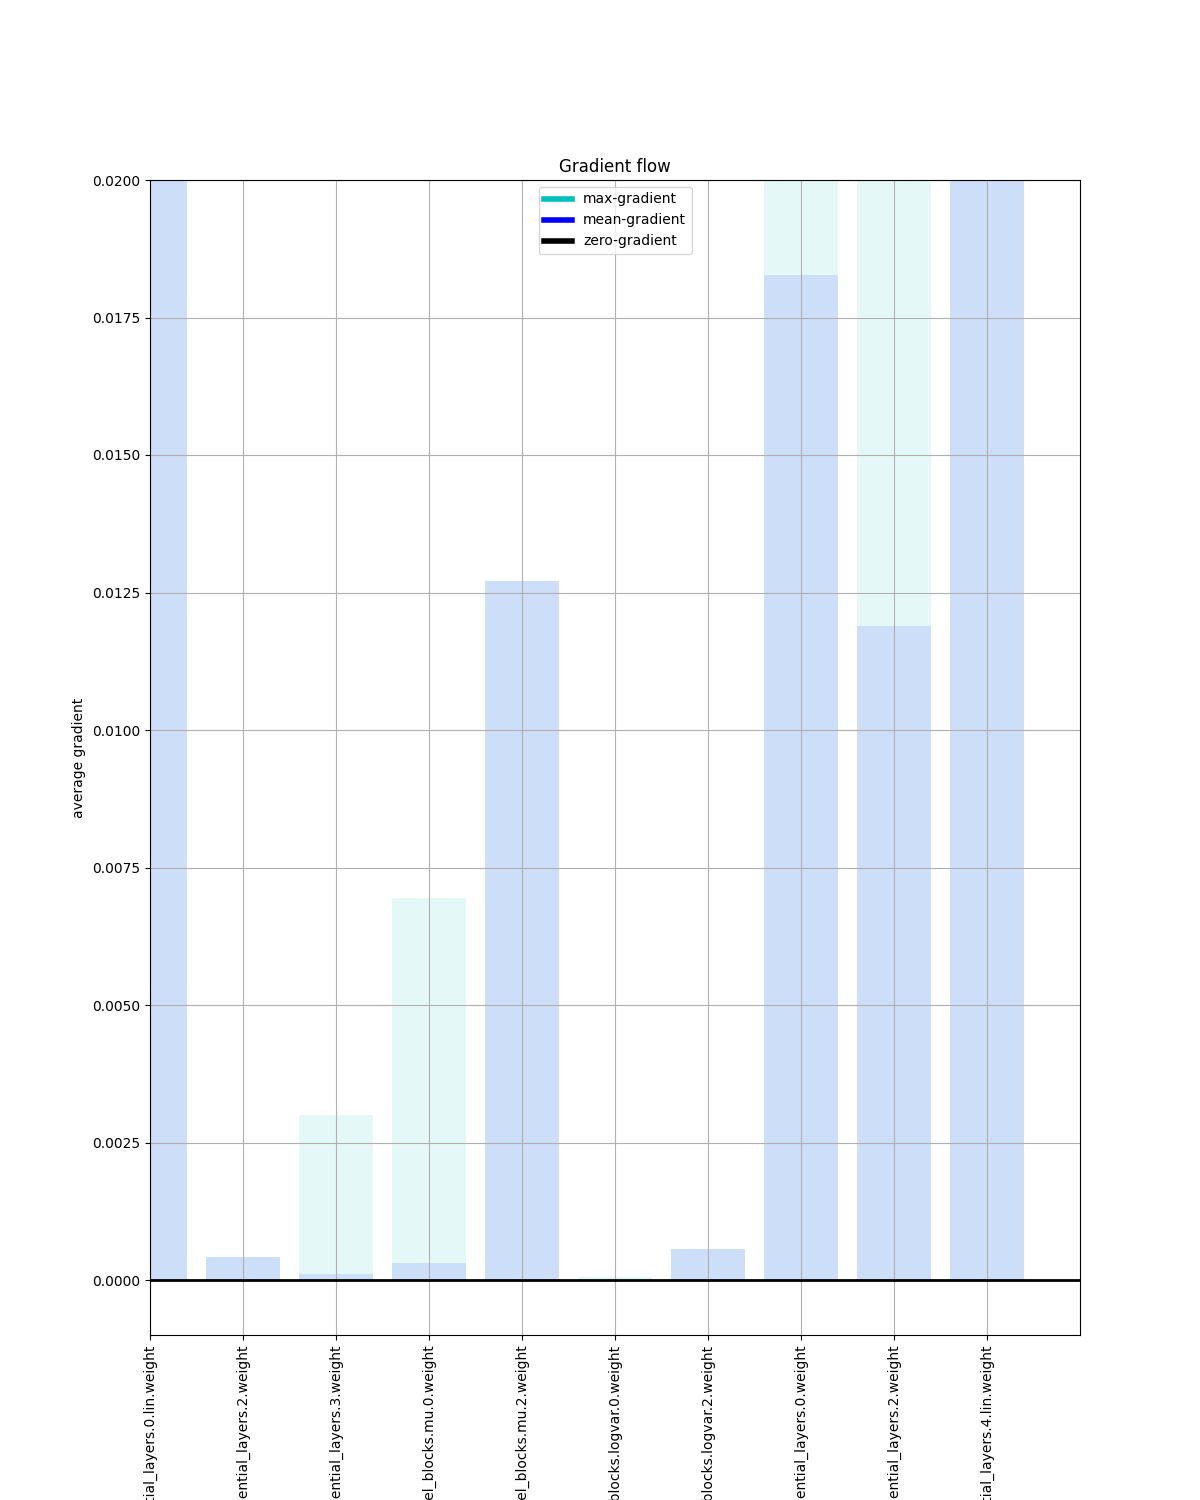 Gradient flow
max-gradient
mean-gradient
zero-gradient
average gradient
0.0200
0.0175
0.0150
0.0125
0.0100
0.0075
0.0050
0.0025
0.0000
tial_layers.0.lin.weight
ential_layers.2.weight
ential_layers.3.weight
el_blocks.mu.0.weight
el_blocks.mu.2.weight
blocks.logvar.0.weight
blocks.logvar.2.weight
ential_layers.0.weight
ential_layers.2.weight
tial_layers.4.lin.weight